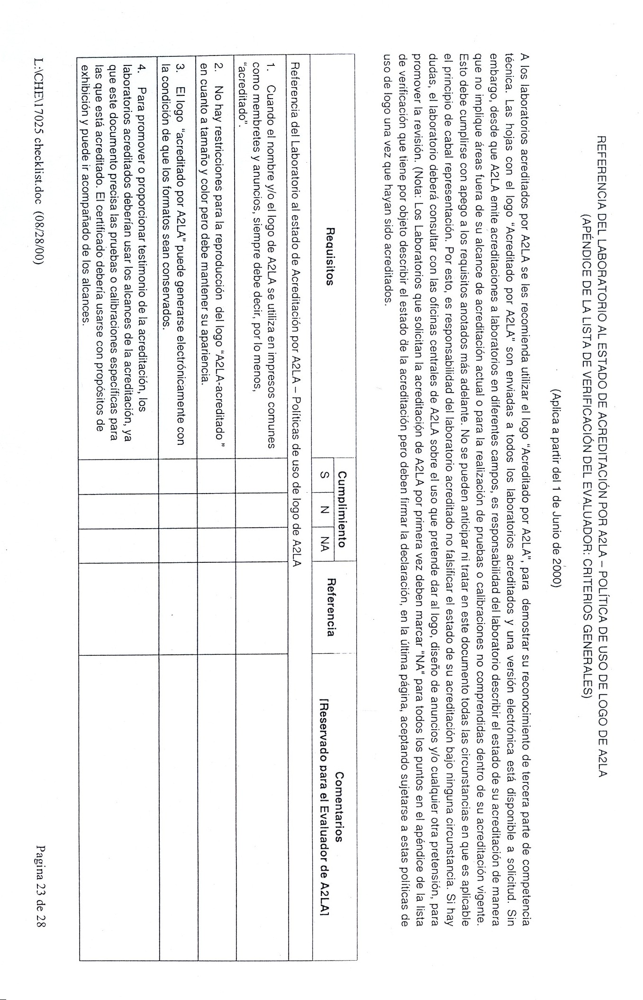 REFERENCIA DEL LABORATORIO AL ESTADO DE ACREDITACIÓN POR A2LA – POLÍTICA DE USO DE LOGO DE A2LA
(APÉNDICE DE LA LISTA DE VERIFICACIÓN DEL EVALUADOR: CRITERIOS GENERALES)
(Aplica a partir del 1 de Junio de 2000)
A los laboratorios acreditados por A2LA se les recomienda utilizar el logo “Acreditado por A2LA”, para demostrar su reconocimiento de tercera parte de competencia
técnica. Las hojas con el logo “Acreditado por A2LA” son enviadas a todos los laboratorios acreditados y una versión electrónica está disponible a solicitud. Sin
embargo, desde que A2LA emite acreditaciones a laboratorios en diferentes campos, es responsabilidad del laboratorio describir el estado de su acreditación de manera
que no implique áreas fuera de su alcance de acreditación actual o para la realización de pruebas o calibraciones no comprendidas dentro de su acreditación vigente.
Esto debe cumplirse con apego a los requisitos anotados más adelante. No se pueden anticipar ni tratar en este documento todas las circunstancias en que es aplicable
el principio de cabal representación. Por esto, es responsabilidad del laboratorio acreditado no falsificar el estado de su acreditación bajo ninguna circunstancia. Si hay
dudas, el laboratorio deberá consultar con las oficinas centrales de A2LA sobre el uso que pretende dar al logo, diseño de anuncios y/o cualquier otra pretensión, para
promover la revisión. (Nota: Los Laboratorios que solicitan la acreditación de A2LA por primera vez deben marcar “NA” para todos los puntos en el apéndice de la lista
de verificación que tiene por objeto describir el estado de la acreditación pero deben firmar la declaración, en la última página, aceptando sujetarse a estas políticas de
uso de logo una vez que hayan sido acreditados.
Requisitos
Cumplimiento
S N NA
Referencia
Comentarios
[Reservado para el Evaluador de A2LA]
Referencia del Laboratorio al estado de Acreditación por A2LA – Políticas de uso de logo de A2LA
1. Cuando el nombre y/o el logo de A2LA se utiliza en impresos comunes
como membretes y anuncios, siempre debe decir, por lo menos,
“acreditado”.
2. No hay restricciones para la reproducción del logo “A2LA-acreditado ”
en cuanto a tamaño y color pero debe mantener su apariencia.
3. El logo “acreditado por A2LA” puede generarse electrónicamente con
la condición de que los formatos sean conservados.
4. Para promover o proporcionar testimonio de la acreditación, los
laboratorios acreditados deberían usar los alcances de la acreditación, ya
que este documento precisa las pruebas o calibraciones específicas para
las que está acreditado. El certificado debería usarse con propósitos de
exhibición y puede ir acompañado de los alcances.
L:\CHE\17025 checklist.doc (08/28/00)
Pagina 23 de 28